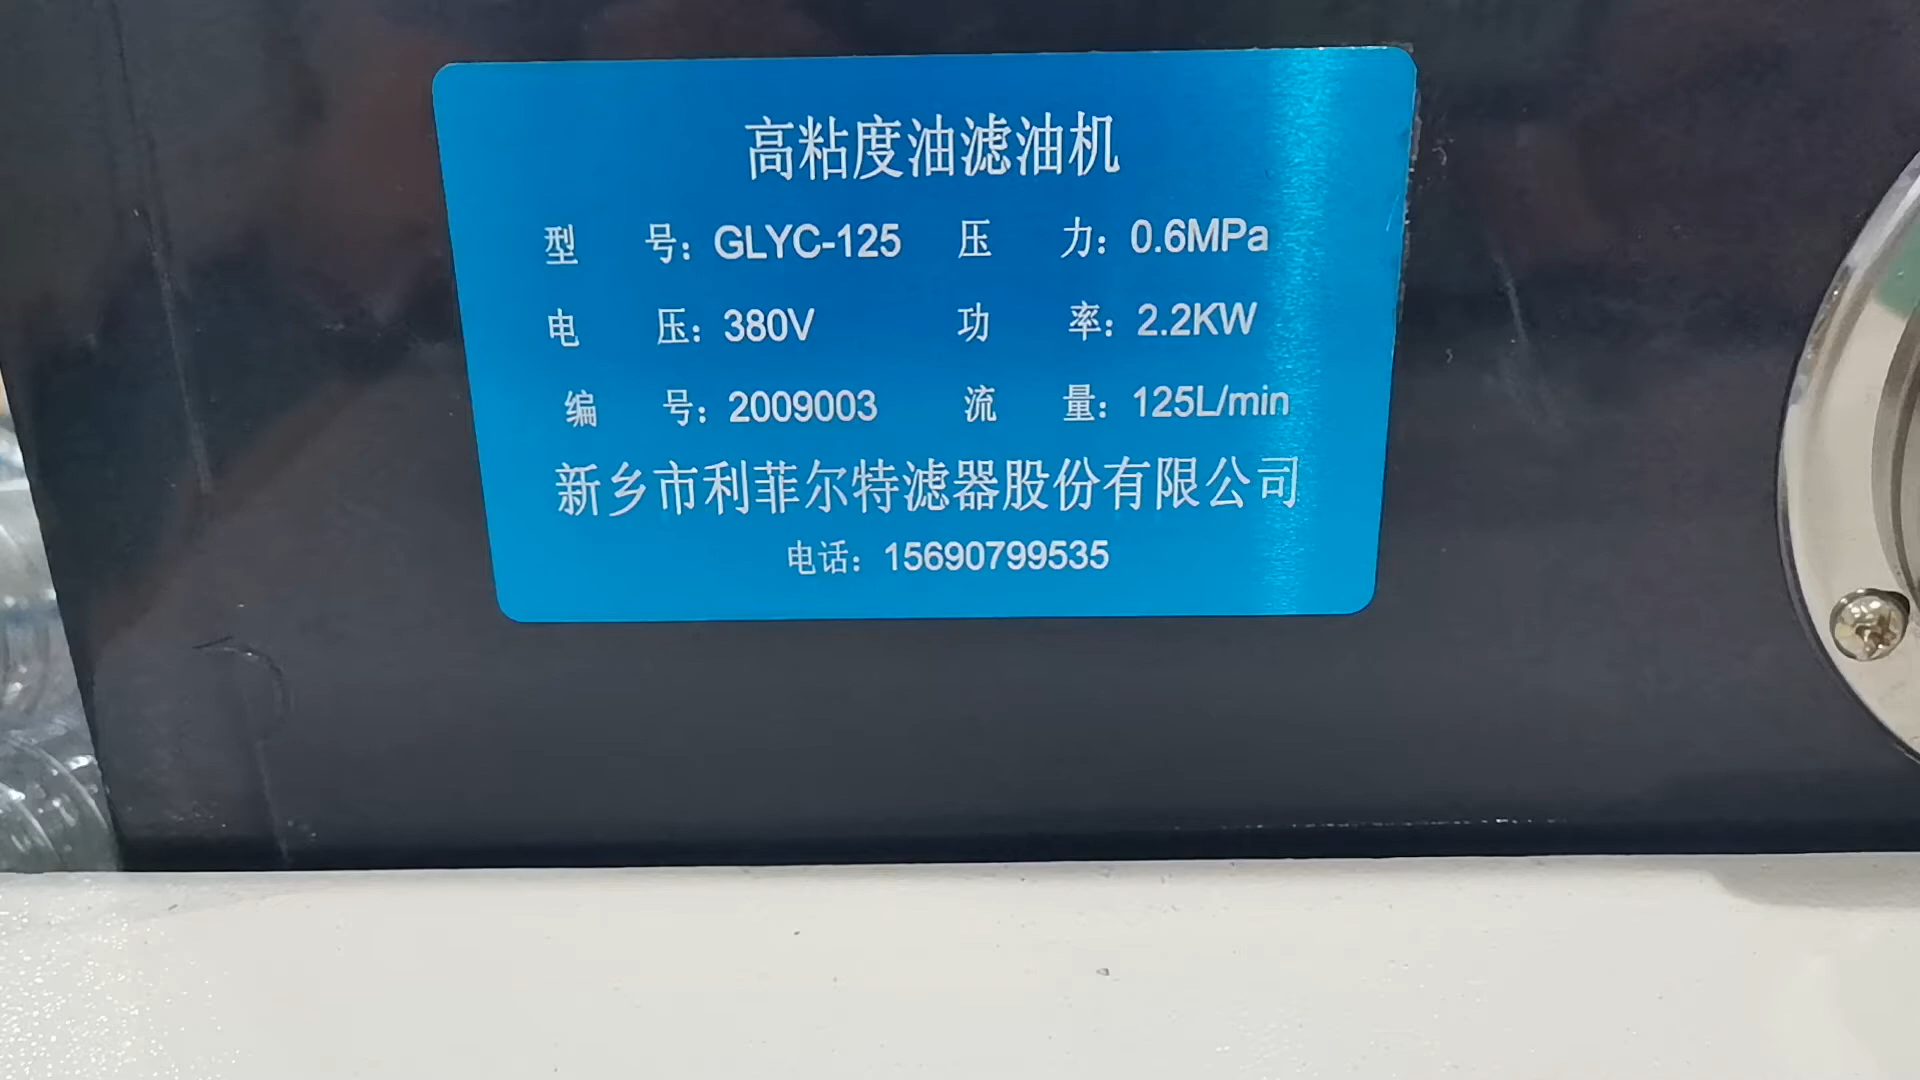 高粘度油滤油机
型 号：GLYC-125 压 力：0.6MPa
电 压：380V 功 率：2.2KW
编 号：2009003 流 量：125L/min
新乡市利菲尔特滤器股份有限公司
电话：15690799535